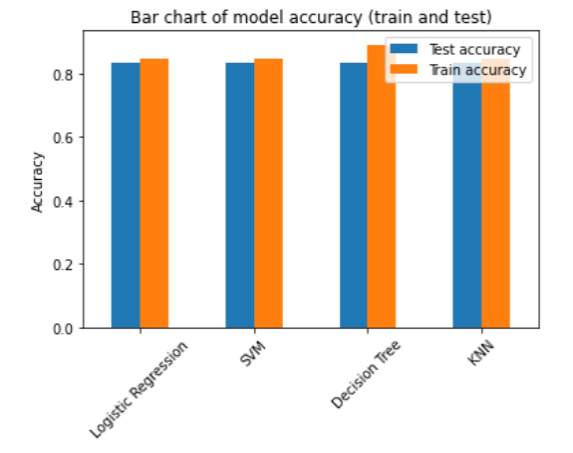 Bar chart of model accuracy (train and test)
Test accuracy
Train accuracy
Accuracy
0.8
0.6
0.4
0.2
0.0
Logistic Regression
SVM
Decision Tree
KNN